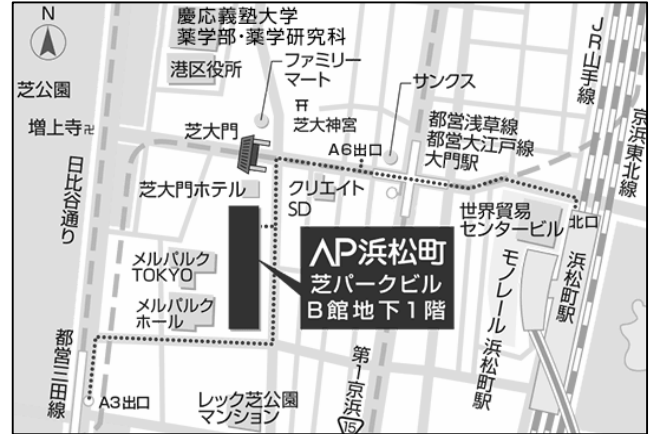 N
慶応義塾大学
薬学部・薬学研究科
港区役所
ファミリー
マート
サンクス
芝公園
増上寺卍
芝大門
芝大神宮
A6出口
都営浅草線
都営大江戸線
大門駅
JR山手線
京浜東北線
日比谷通り
芝大門ホテル
クリエイト
SD
世界貿易
センタービル
北口
AP浜松町
芝パークビル
B館地下1階
メルパルク
TOKYO
メルパルク
ホール
モノレール浜松町駅
浜松町駅
都営三田線
A3出口
レック芝公園
マンション
第1京浜
15